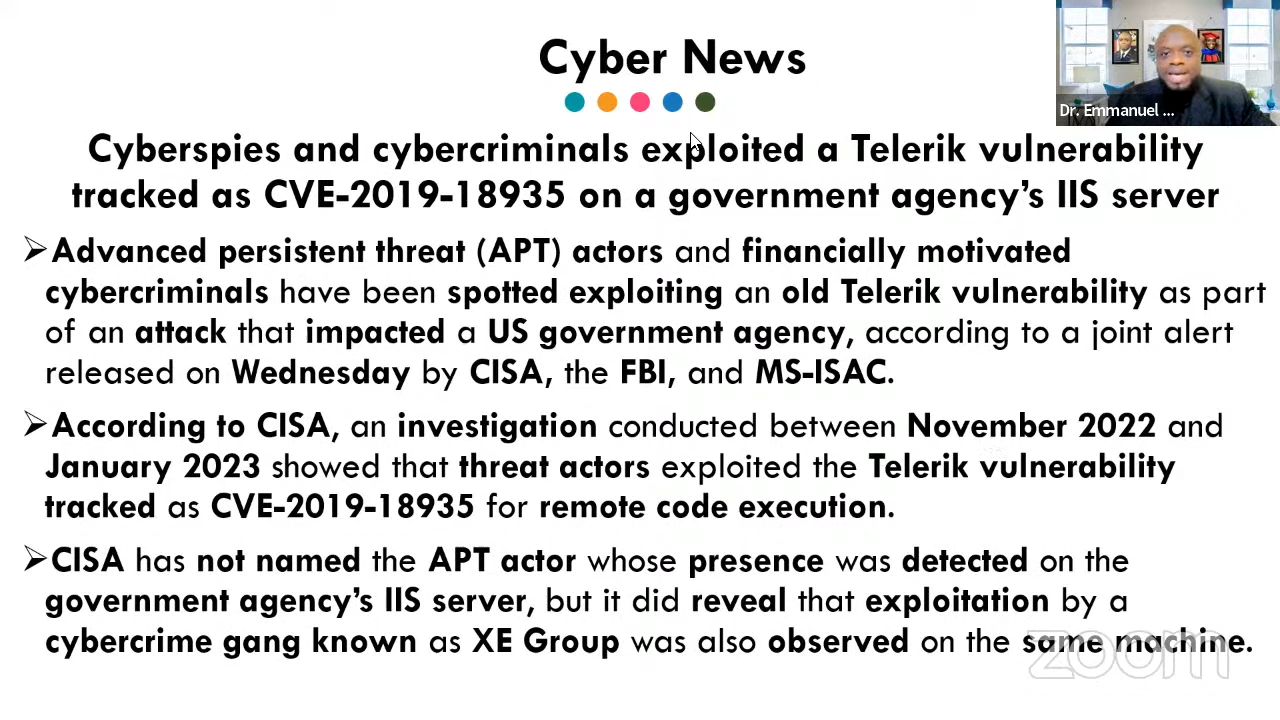 Cyber News
Dr. Emmanuel ...
Cyberspies and cybercriminals exploited a Telerik vulnerability
tracked as CVE-2019-18935 on a government agency’s IIS server
➢Advanced persistent threat (APT) actors and financially motivated
cybercriminals have been spotted exploiting an old Telerik vulnerability as part
of an attack that impacted a US government agency, according to a joint alert
released on Wednesday by CISA, the FBI, and MS-ISAC.
➢According to CISA, an investigation conducted between November 2022 and
January 2023 showed that threat actors exploited the Telerik vulnerability
tracked as CVE-2019-18935 for remote code execution.
➢CISA has not named the APT actor whose presence was detected on the
government agency’s IIS server, but it did reveal that exploitation by a
cybercrime gang known as XE Group was also observed on the same machine.
zoom